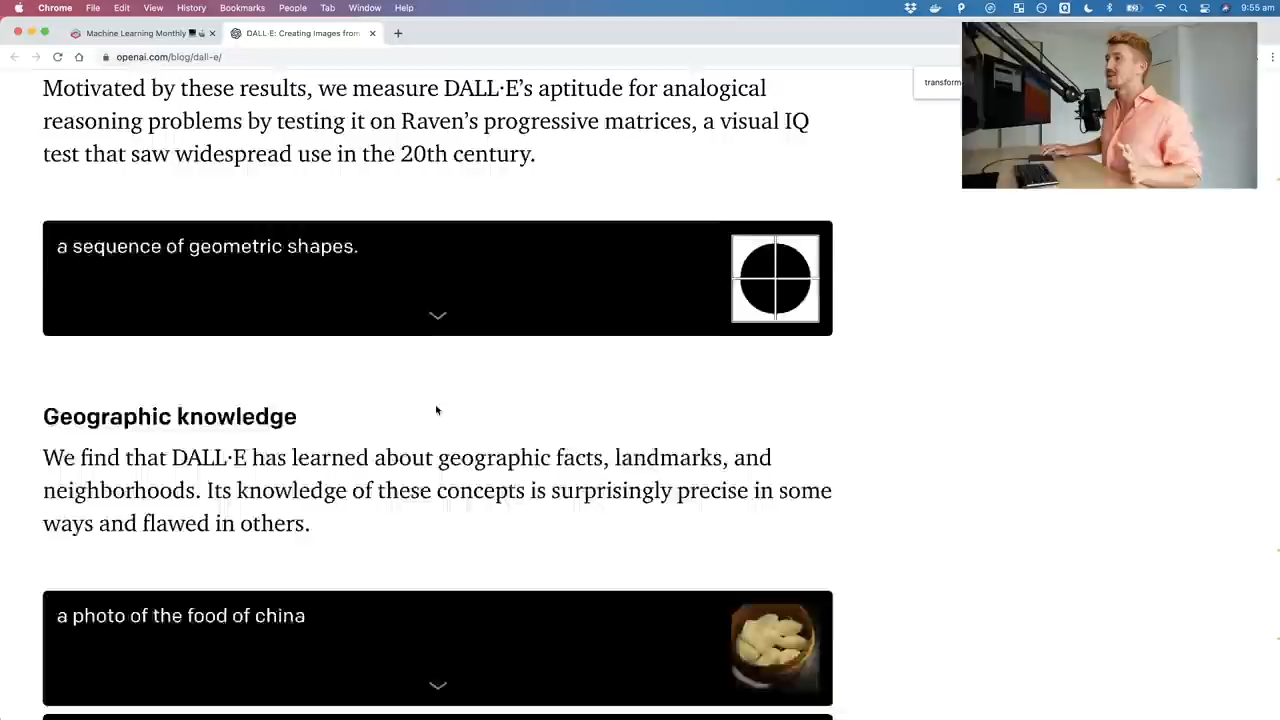 Chrome File Edit View History Bookmarks People Tab Window Help 9:55 am
Machine Learning Monthly DALL·E: Creating Images from
openai.com/blog/dall-e/
transform
Motivated by these results, we measure DALL·E's aptitude for analogical
reasoning problems by testing it on Raven's progressive matrices, a visual IQ
test that saw widespread use in the 20th century.
a sequence of geometric shapes.
Geographic knowledge
We find that DALL·E has learned about geographic facts, landmarks, and
neighborhoods. Its knowledge of these concepts is surprisingly precise in some
ways and flawed in others.
a photo of the food of china